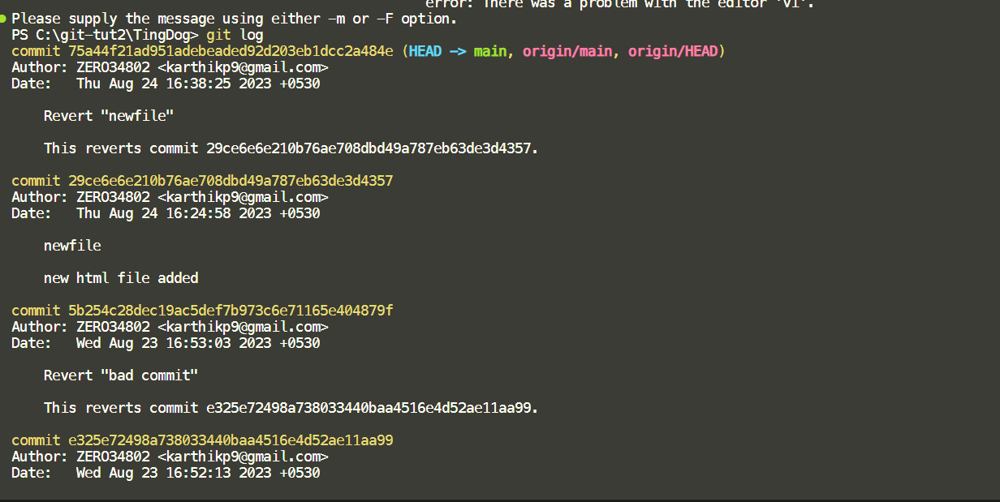 error: There was a problem with the editor 'vi'.
Please supply the message using either -m or -F option.
PS C:\git-tut2\TingDog> git log
commit 75a44f21ad951adebeaded92d203eb1dcc2a484e (HEAD -> main, origin/main, origin/HEAD)
Author: ZERO34802 <karthikp9@gmail.com>
Date:   Thu Aug 24 16:38:25 2023 +0530
Revert "newfile"
This reverts commit 29ce6e6e210b76ae708dbd49a787eb63de3d4357.
commit 29ce6e6e210b76ae708dbd49a787eb63de3d4357
Author: ZERO34802 <karthikp9@gmail.com>
Date:   Thu Aug 24 16:24:58 2023 +0530
newfile
new html file added
commit 5b254c28dec19ac5def7b973c6e71165e404879f
Author: ZERO34802 <karthikp9@gmail.com>
Date:   Wed Aug 23 16:53:03 2023 +0530
Revert "bad commit"
This reverts commit e325e72498a738033440baa4516e4d52ae11aa99.
commit e325e72498a738033440baa4516e4d52ae11aa99
Author: ZERO34802 <karthikp9@gmail.com>
Date:   Wed Aug 23 16:52:13 2023 +0530